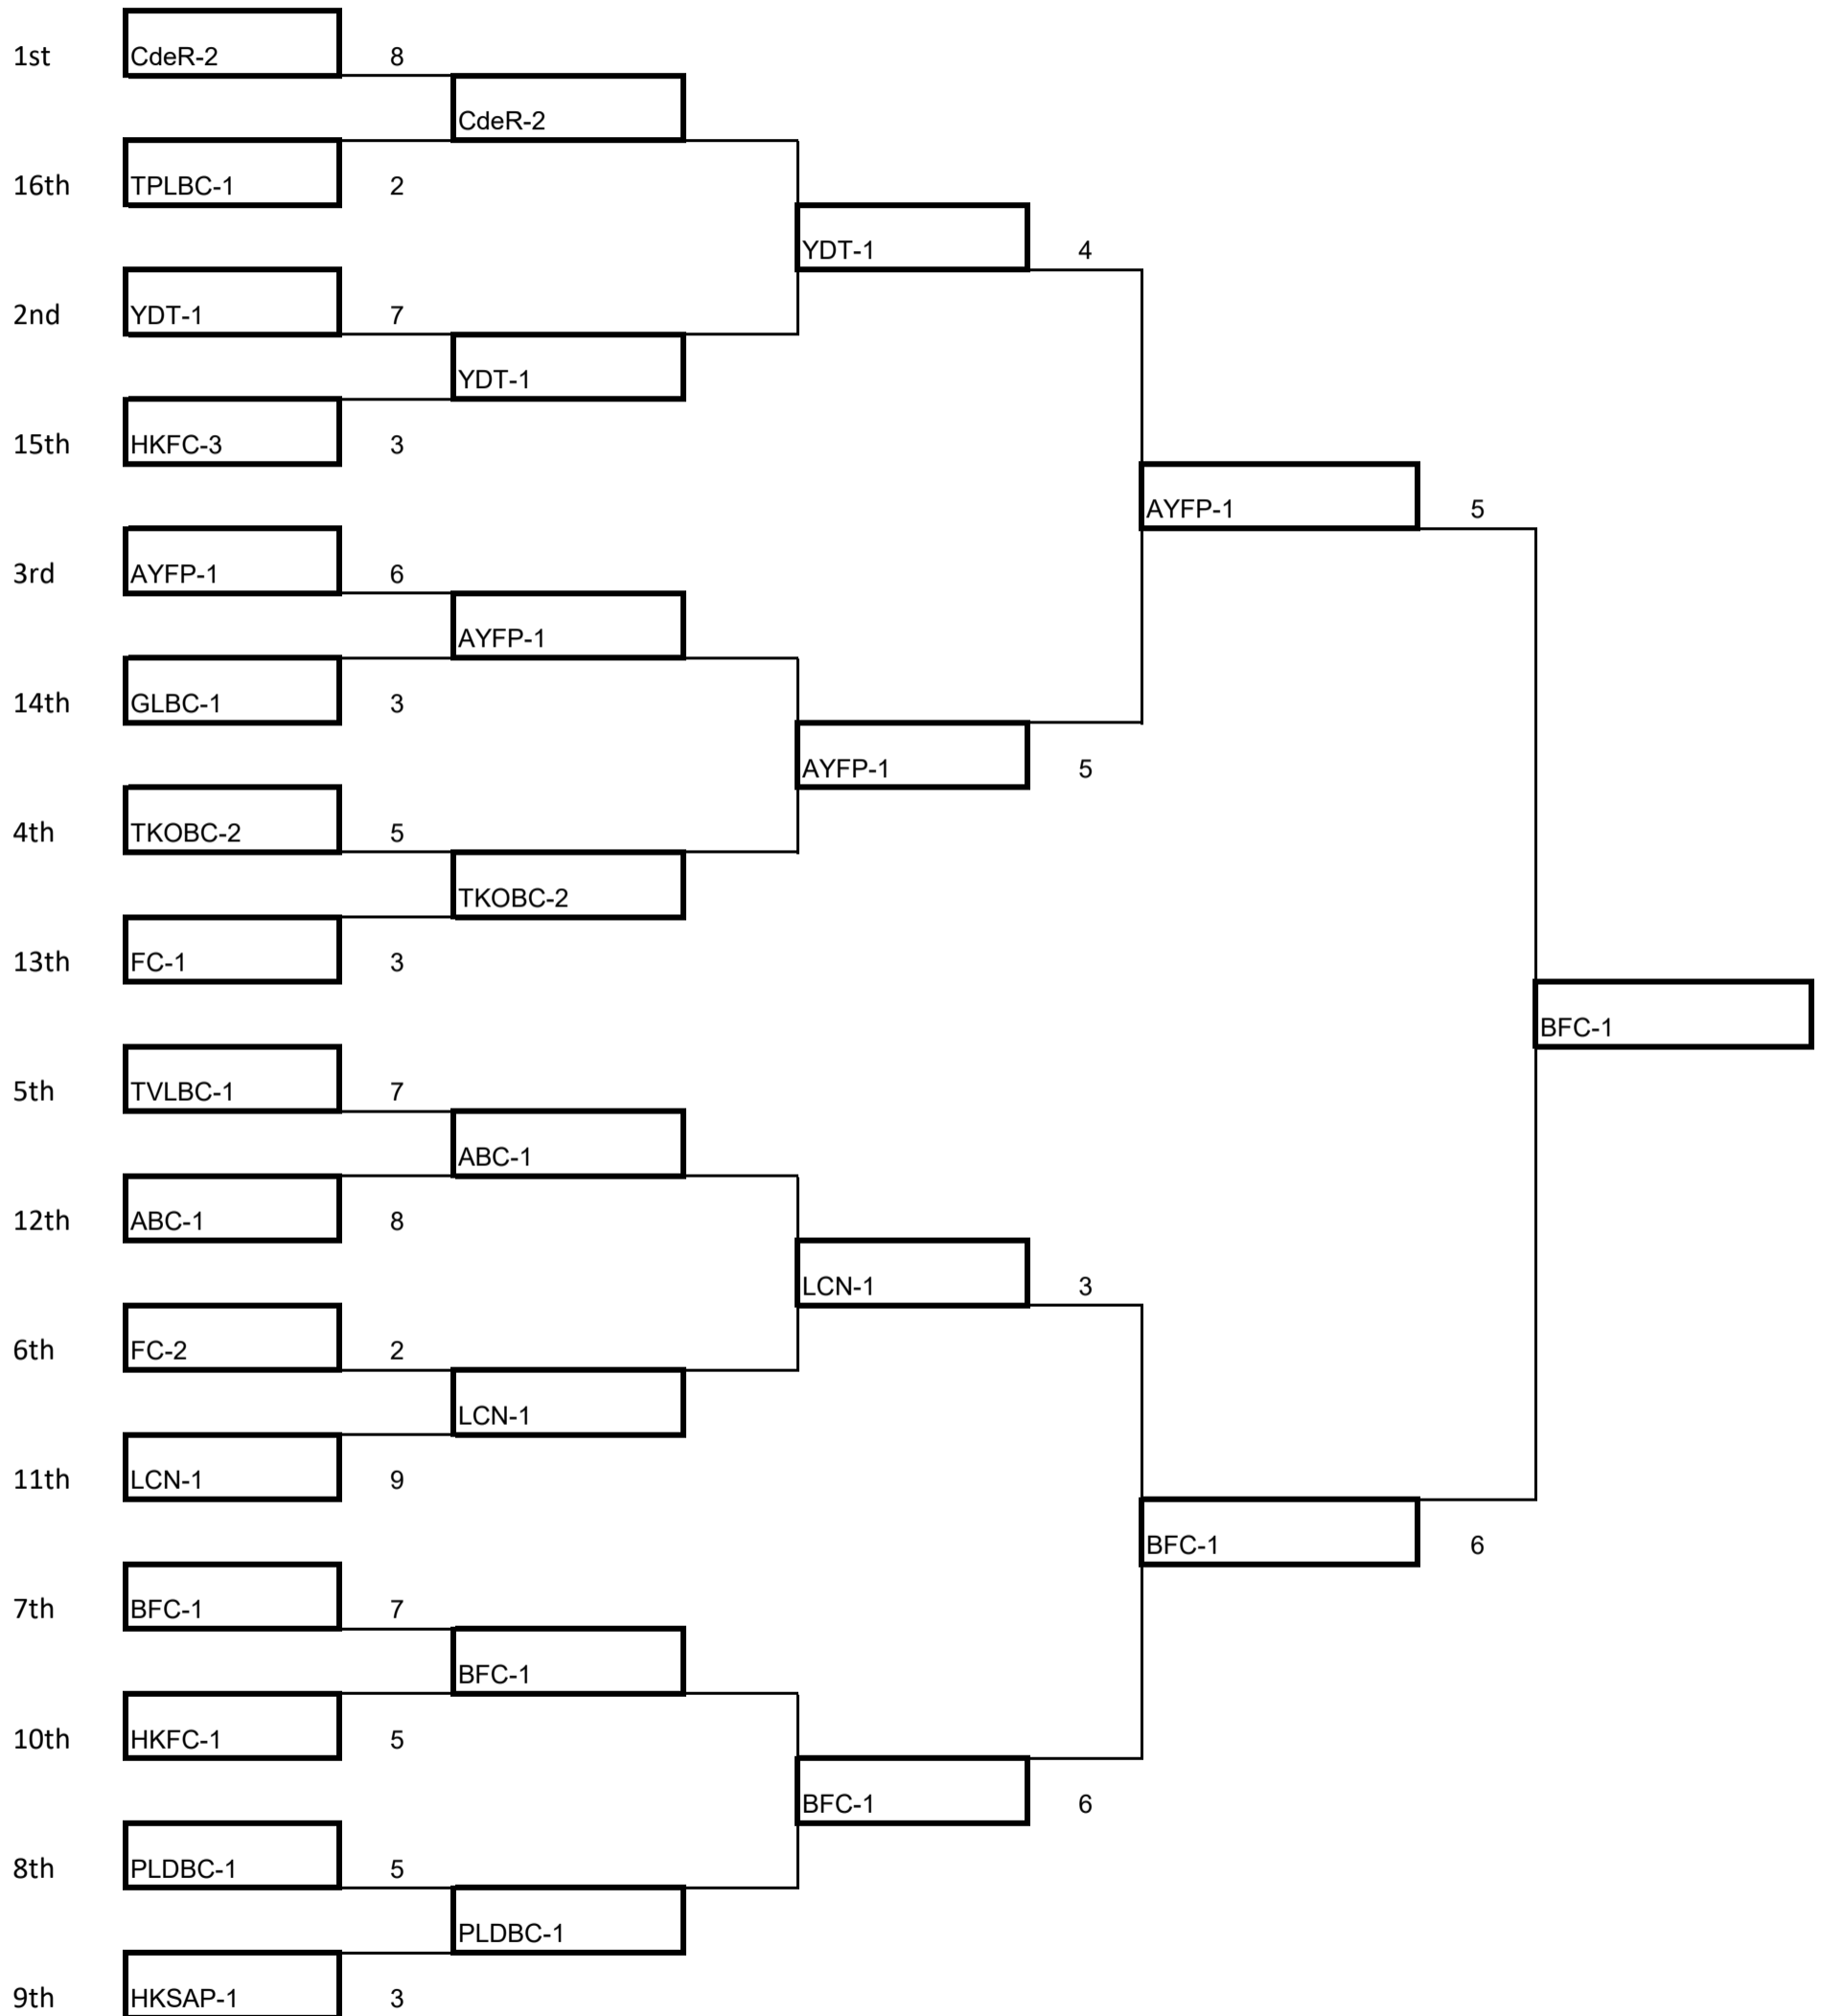 1st CdeR-2 8
CdeR-2
16th TPLBC-1 2
YDT-1 4
2nd YDT-1 7
YDT-1
15th HKFC-3 3
AYFP-1 5
3rd AYFP-1 6
AYFP-1
14th GLBC-1 3
AYFP-1 5
4th TKOBC-2 5
TKOBC-2
13th FC-1 3
BFC-1
5th TVLBC-1 7
ABC-1
12th ABC-1 8
LCN-1 3
6th FC-2 2
LCN-1
11th LCN-1 9
BFC-1 6
7th BFC-1 7
BFC-1
10th HKFC-1 5
BFC-1 6
8th PLDBC-1 5
PLDBC-1
9th HKSAP-1 3